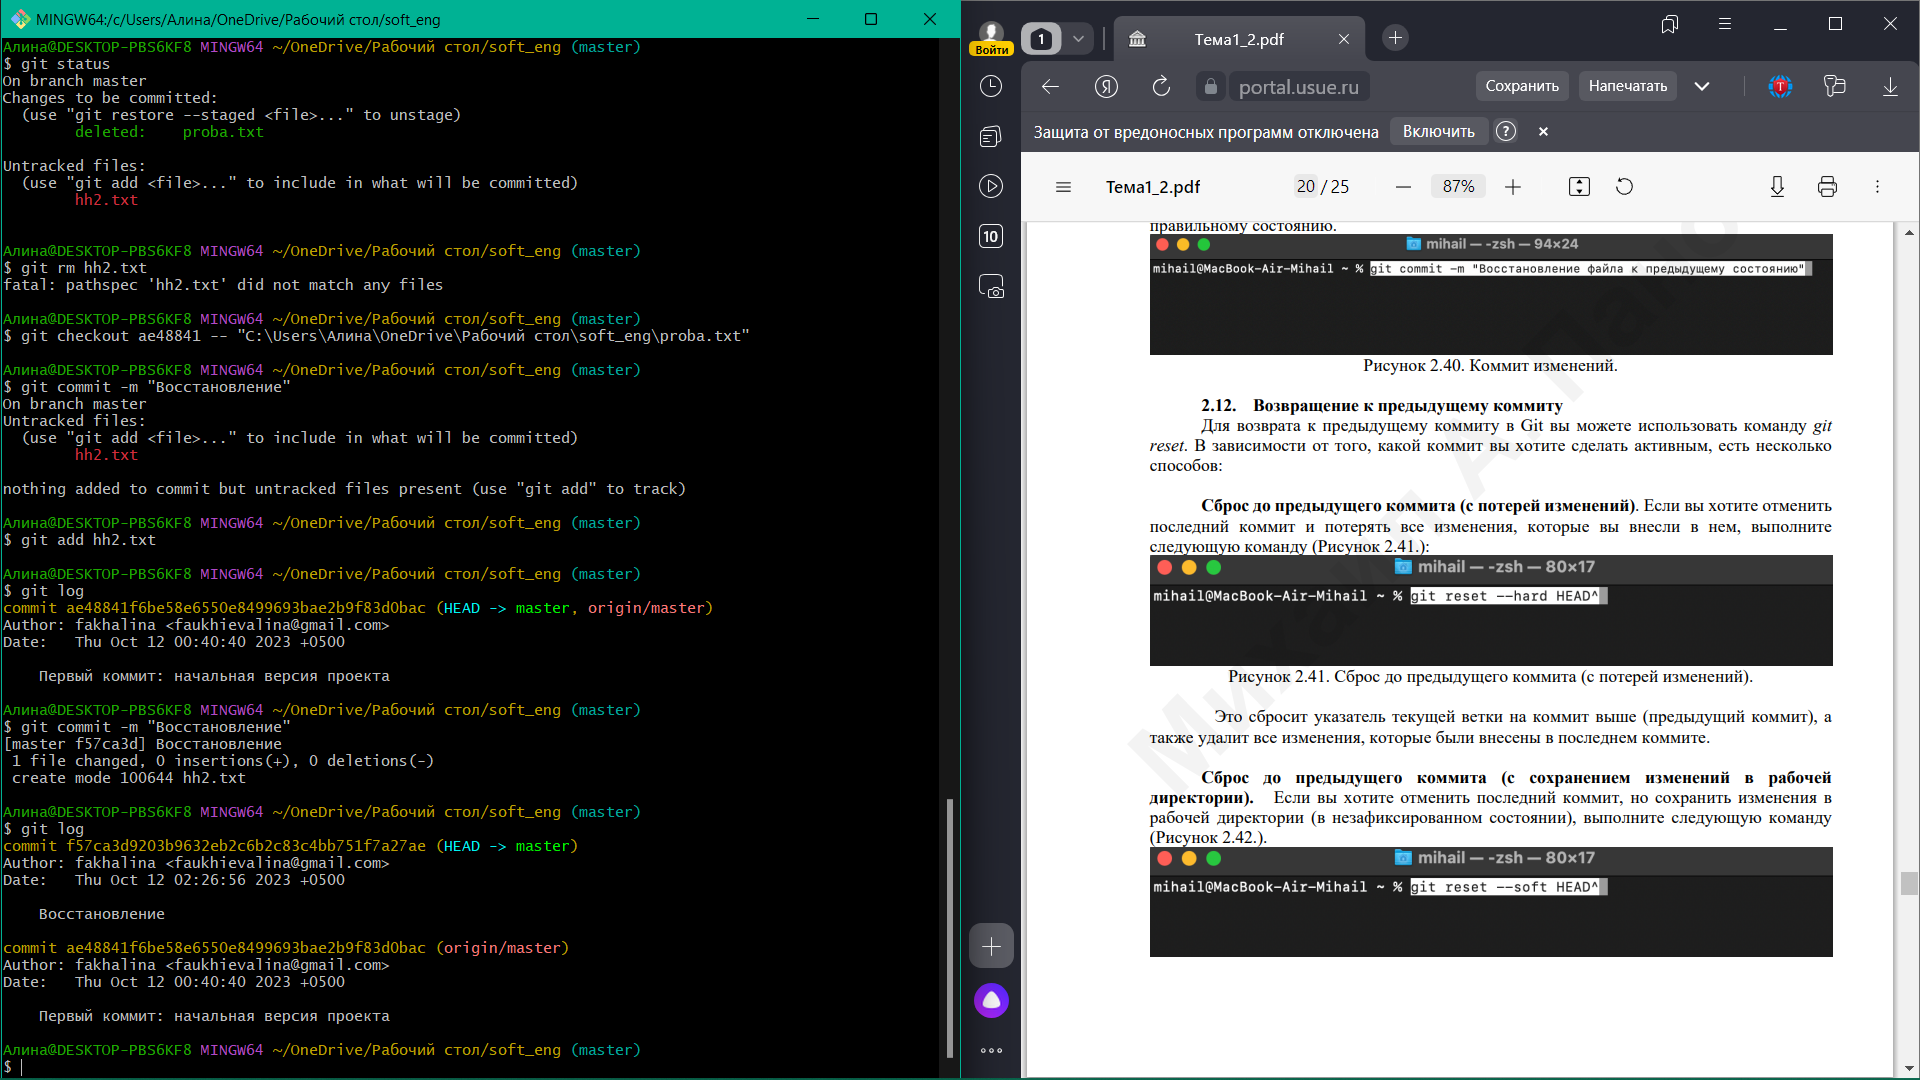 MINGW64:/c/Users/Алина/OneDrive/Рабочий стол/soft_eng
Алина@DESKTOP-PBS6KF8 MINGW64 ~/OneDrive/Рабочий стол/soft_eng (master)
$ git status
On branch master
Changes to be committed:
  (use "git restore --staged <file>..." to unstage)
        deleted:    proba.txt
Untracked files:
  (use "git add <file>..." to include in what will be committed)
        hh2.txt
Алина@DESKTOP-PBS6KF8 MINGW64 ~/OneDrive/Рабочий стол/soft_eng (master)
$ git rm hh2.txt
fatal: pathspec 'hh2.txt' did not match any files
Алина@DESKTOP-PBS6KF8 MINGW64 ~/OneDrive/Рабочий стол/soft_eng (master)
$ git checkout ae48841 -- "C:\Users\Алина\OneDrive\Рабочий стол\soft_eng\proba.txt"
Алина@DESKTOP-PBS6KF8 MINGW64 ~/OneDrive/Рабочий стол/soft_eng (master)
$ git commit -m "Восстановление"
On branch master
Untracked files:
  (use "git add <file>..." to include in what will be committed)
        hh2.txt
nothing added to commit but untracked files present (use "git add" to track)
Алина@DESKTOP-PBS6KF8 MINGW64 ~/OneDrive/Рабочий стол/soft_eng (master)
$ git add hh2.txt
Алина@DESKTOP-PBS6KF8 MINGW64 ~/OneDrive/Рабочий стол/soft_eng (master)
$ git log
commit ae48841f6be58e6550e8499693bae2b9f83d0bac (HEAD -> master, origin/master)
Author: fakhalina <faukhievalina@gmail.com>
Date:   Thu Oct 12 00:40:40 2023 +0500
    Первый коммит: начальная версия проекта
Алина@DESKTOP-PBS6KF8 MINGW64 ~/OneDrive/Рабочий стол/soft_eng (master)
$ git commit -m "Восстановление"
[master f57ca3d] Восстановление
 1 file changed, 0 insertions(+), 0 deletions(-)
 create mode 100644 hh2.txt
Алина@DESKTOP-PBS6KF8 MINGW64 ~/OneDrive/Рабочий стол/soft_eng (master)
$ git log
commit f57ca3d9203b9632eb2c6b2c83c4bb751f7a27ae (HEAD -> master)
Author: fakhalina <faukhievalina@gmail.com>
Date:   Thu Oct 12 02:26:56 2023 +0500
    Восстановление
commit ae48841f6be58e6550e8499693bae2b9f83d0bac (origin/master)
Author: fakhalina <faukhievalina@gmail.com>
Date:   Thu Oct 12 00:40:40 2023 +0500
    Первый коммит: начальная версия проекта
Алина@DESKTOP-PBS6KF8 MINGW64 ~/OneDrive/Рабочий стол/soft_eng (master)
$
Войти
1
Тема1_2.pdf
Я
portal.usue.ru
Сохранить
Напечатать
Защита от вредоносных программ отключена
Включить
?
10
Тема1_2.pdf
20 / 25
87%
правильному состоянию.
mihail — -zsh — 94×24
mihail@MacBook-Air-Mihail ~ % git commit -m "Восстановление файла к предыдущему состоянию"
Рисунок 2.40. Коммит изменений.
2.12. Возвращение к предыдущему коммиту
Для возврата к предыдущему коммиту в Git вы можете использовать команду git
reset. В зависимости от того, какой коммит вы хотите сделать активным, есть несколько
способов:
Сброс до предыдущего коммита (с потерей изменений). Если вы хотите отменить
последний коммит и потерять все изменения, которые вы внесли в нем, выполните
следующую команду (Рисунок 2.41.):
mihail — -zsh — 80×17
mihail@MacBook-Air-Mihail ~ % git reset --hard HEAD^
Рисунок 2.41. Сброс до предыдущего коммита (с потерей изменений).
Это сбросит указатель текущей ветки на коммит выше (предыдущий коммит), а
также удалит все изменения, которые были внесены в последнем коммите.
Сброс до предыдущего коммита (с сохранением изменений в рабочей
директории). Если вы хотите отменить последний коммит, но сохранить изменения в
рабочей директории (в незафиксированном состоянии), выполните следующую команду
(Рисунок 2.42.).
mihail — -zsh — 80×17
mihail@MacBook-Air-Mihail ~ % git reset --soft HEAD^